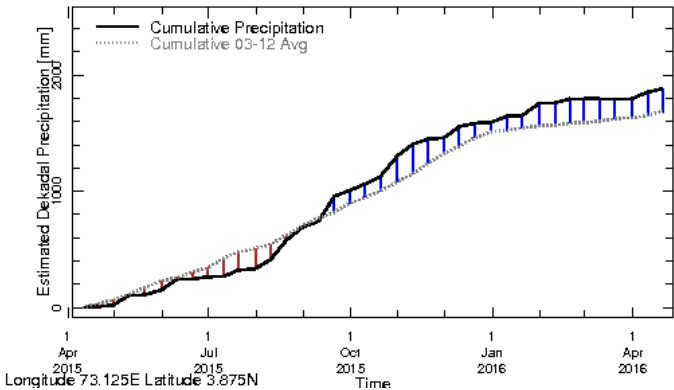 Cumulative Precipitation
Cumulative 03-12 Avg
Estimated Dekadal Precipitation [mm]
2000
1000
0
1 1 1 1 1
Apr Jul Oct Jan Apr
2015 2015 2015 2016 2016
Longitude 73.125E Latitude 3.875N
Time